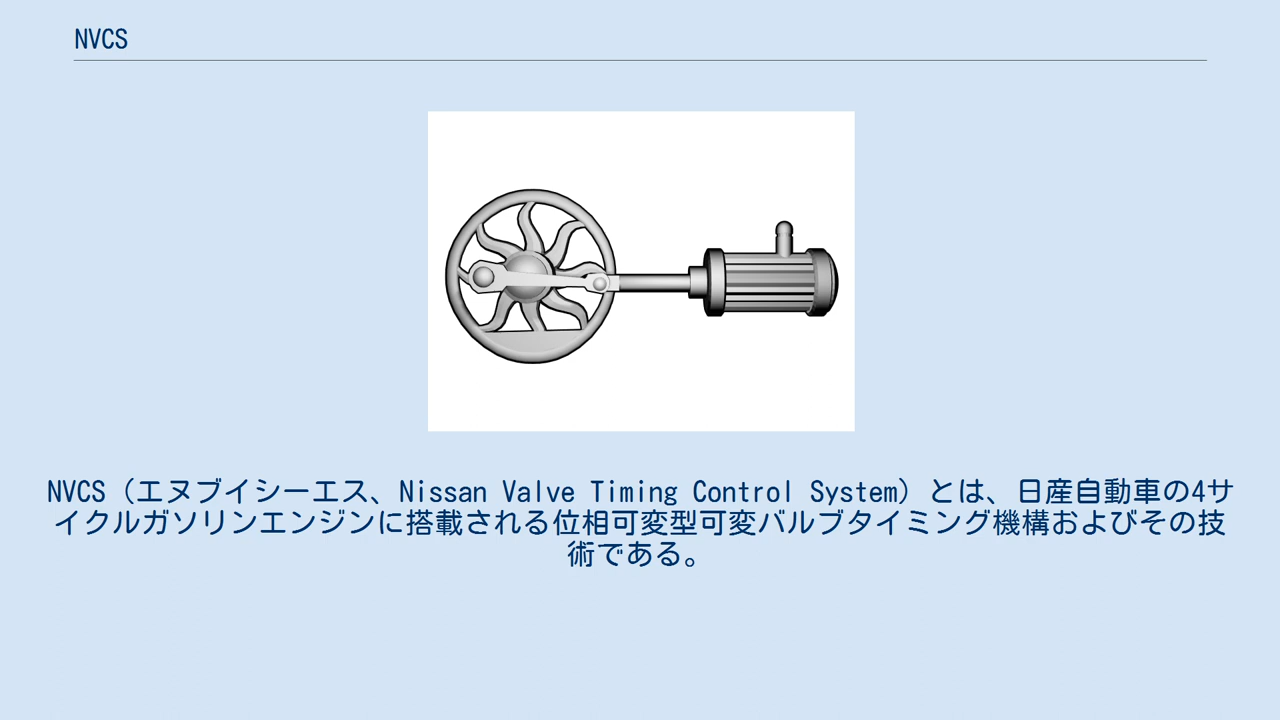 NVCS
NVCS（エヌブイシーエス、Nissan Valve Timing Control System）とは、日産自動車の4サ
イクルガソリンエンジンに搭載される位相可変型可変バルブタイミング機構およびその技
術である。